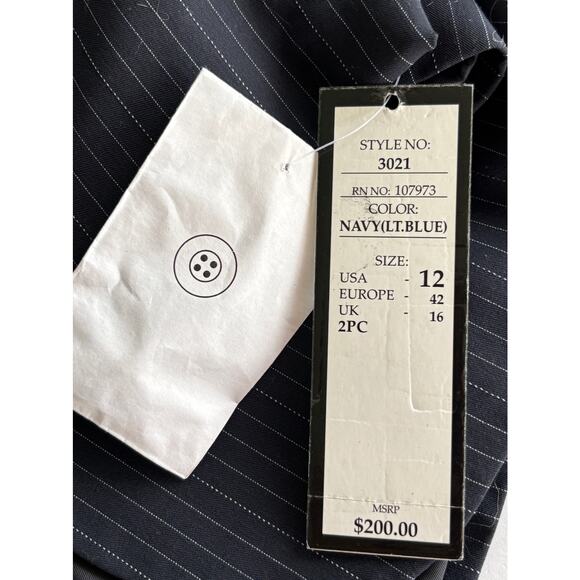 STYLE NO:
3021
RN NO: 107973
COLOR:
NAVY(LT.BLUE)
SIZE:
USA - 12
EUROPE - 42
UK - 16
2PC
MSRP
$200.00